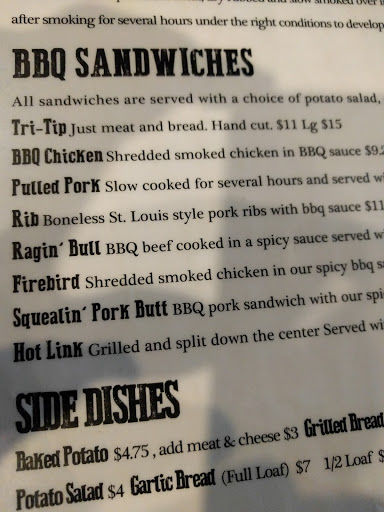 after smoking for several hours under the right conditions to develop
BBQ SANDWICHES
All sandwiches are served with a choice of potato salad,
Tri-Tip Just meat and bread. Hand cut. $11 Lg $15
BBQ Chicken Shredded smoked chicken in BBQ sauce $9.
Pulled Pork Slow cooked for several hours and served w
Rib Boneless St. Louis style pork ribs with bbq sauce $11
Ragin' Bull BBQ beef cooked in a spicy sauce served w
Firebird Shredded smoked chicken in our spicy bbq s
Squealin' Pork Butt BBQ pork sandwich with our spi
Hot Link Grilled and split down the center Served wi
SIDE DISHES
Baked Potato $4.75 , add meat & cheese $3 Grilled Bread
Potato Salad $4 Garlic Bread (Full Loaf) $7 1/2 Loaf $